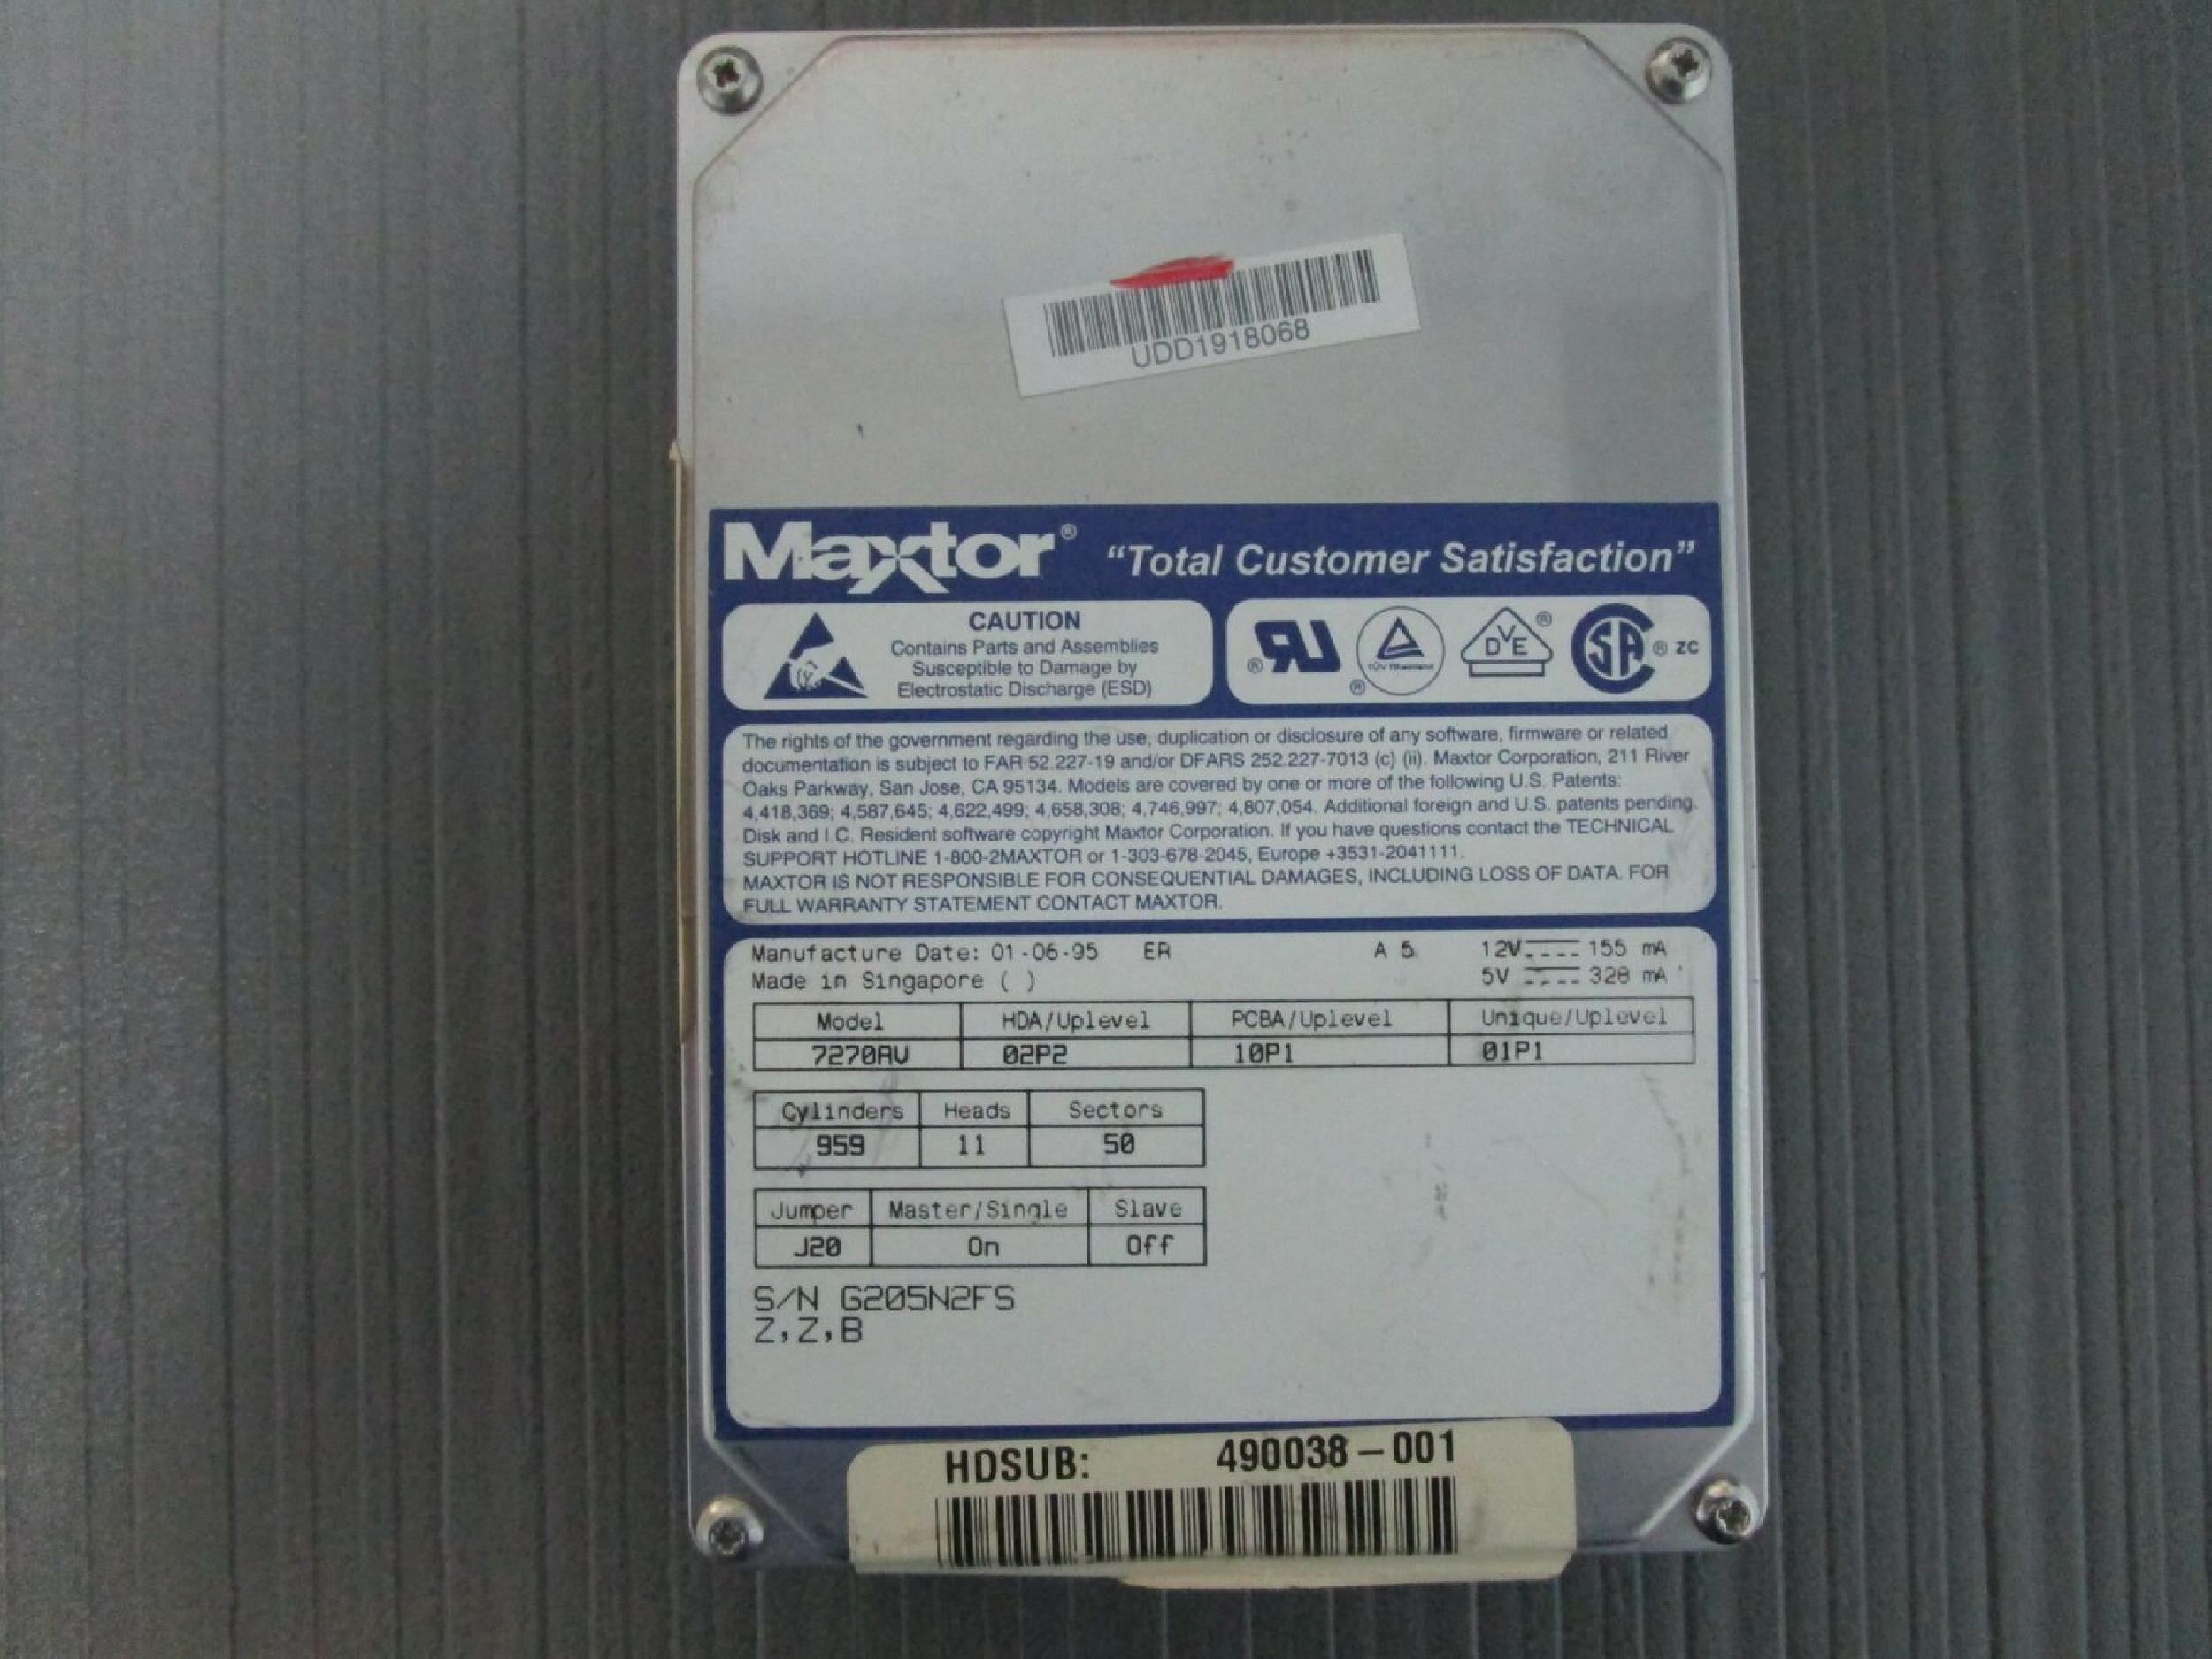 UDD1918068
Maxtor® "Total Customer Satisfaction"
CAUTION
Contains Parts and Assemblies
Susceptible to Damage by
Electrostatic Discharge (ESD)
® RU ® TÜV Rheinland DVE ® SA ® ZC
The rights of the government regarding the use, duplication or disclosure of any software, firmware or related
documentation is subject to FAR 52.227-19 and/or DFARS 252.227-7013 (c) (ii). Maxtor Corporation, 211 River
Oaks Parkway, San Jose, CA 95134. Models are covered by one or more of the following U.S. Patents:
4,418,369; 4,587,645; 4,622,499; 4,658,308; 4,746,997; 4,807,054. Additional foreign and U.S. patents pending.
Disk and I.C. Resident software copyright Maxtor Corporation. If you have questions contact the TECHNICAL
SUPPORT HOTLINE 1-800-2MAXTOR or 1-303-678-2045, Europe +3531-2041111.
MAXTOR IS NOT RESPONSIBLE FOR CONSEQUENTIAL DAMAGES, INCLUDING LOSS OF DATA. FOR
FULL WARRANTY STATEMENT CONTACT MAXTOR.
Manufacture Date: 01-06-95 ER A 5 12V 155 mA
Made in Singapore ( ) 5V 328 mA
Model HDA/Uplevel PCBA/Uplevel Unique/Uplevel
7270AV 02P2 10P1 01P1
Cylinders Heads Sectors
959 11 50
Jumper Master/Single Slave
J20 On Off
S/N G205N2FS
Z,Z,B
HDSUB: 490038-001